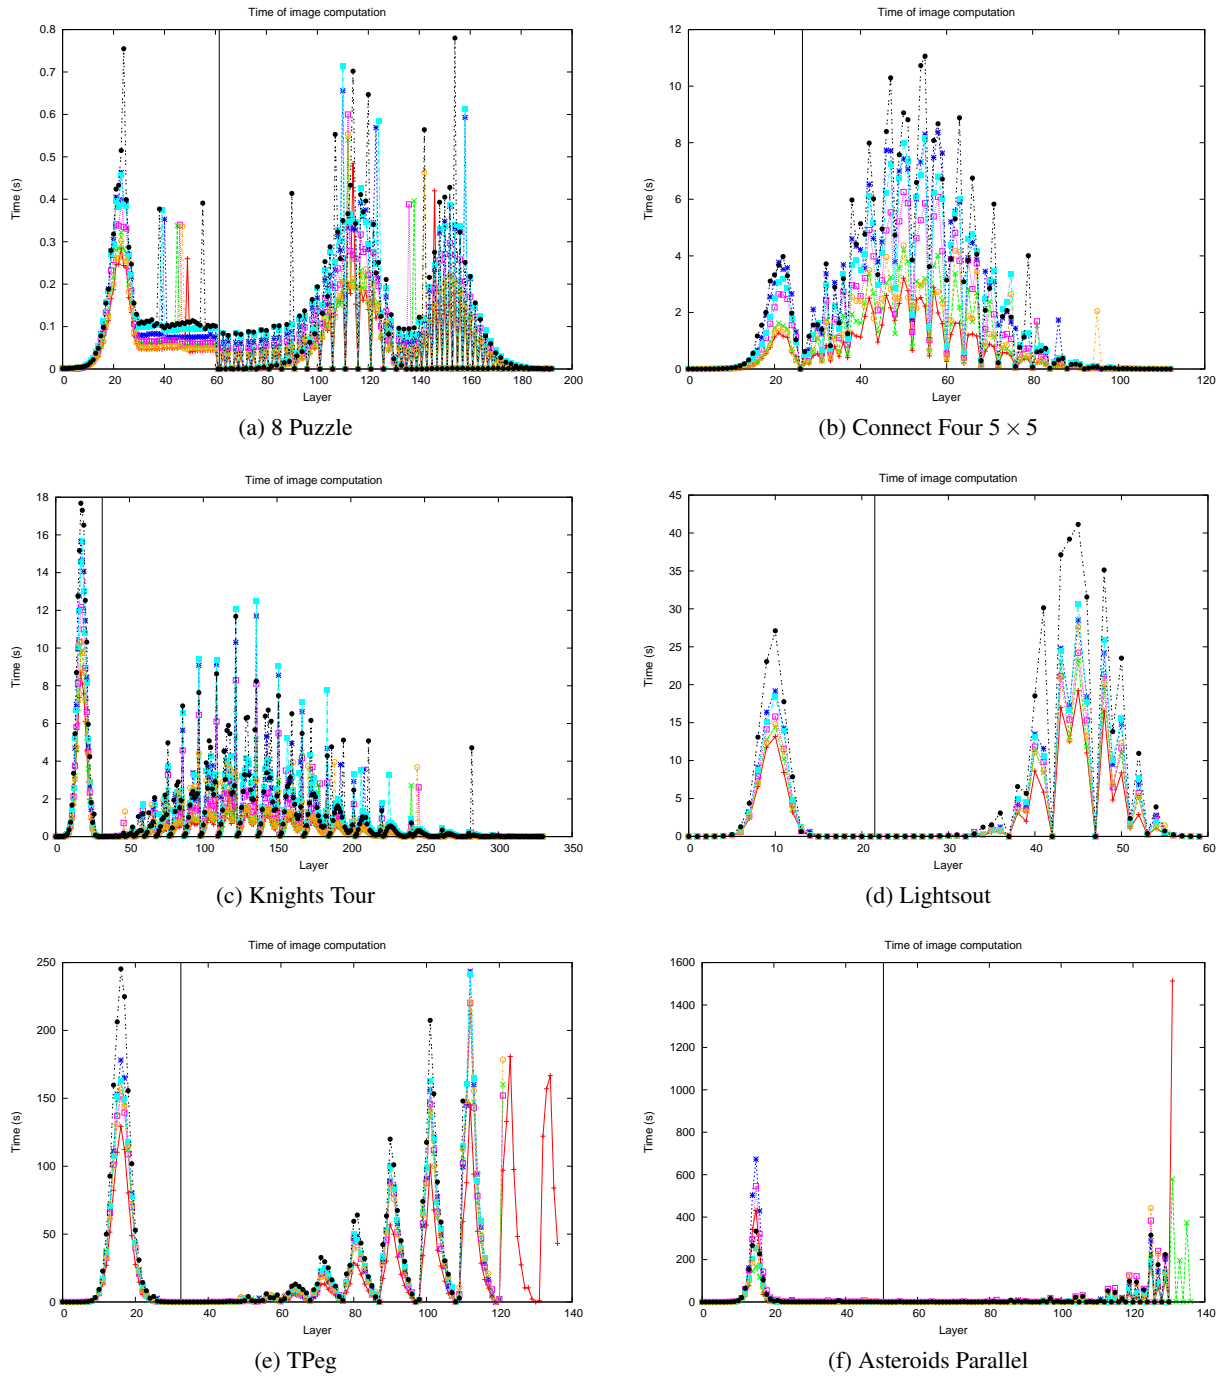 Time of image computation
Time (s)
0.8
0.7
0.6
0.5
0.4
0.3
0.2
0.1
0
0 20 40 60 80 100 120 140 160 180 200
Layer
(a) 8 Puzzle
Time of image computation
Time (s)
12
10
8
6
4
2
0
0 20 40 60 80 100 120
Layer
(b) Connect Four 5 × 5
Time of image computation
Time (s)
18
16
14
12
10
8
6
4
2
0
0 50 100 150 200 250 300 350
Layer
(c) Knights Tour
Time of image computation
Time (s)
45
40
35
30
25
20
15
10
5
0
0 10 20 30 40 50 60
Layer
(d) Lightsout
Time of image computation
Time (s)
250
200
150
100
50
0
0 20 40 60 80 100 120 140
Layer
(e) TPeg
Time of image computation
Time (s)
1600
1400
1200
1000
800
600
400
200
0
0 20 40 60 80 100 120 140
Layer
(f) Asteroids Parallel